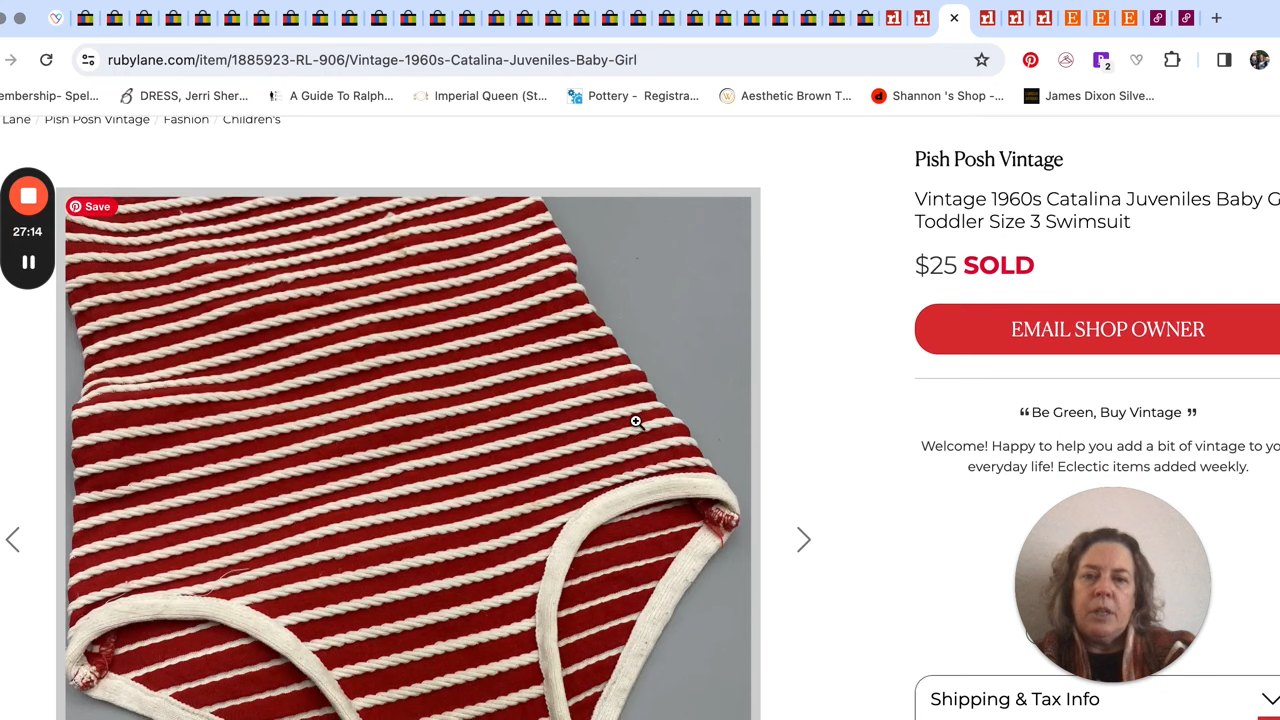 rubylane.com/item/1885923-RL-906/Vintage-1960s-Catalina-Juveniles-Baby-Girl
2
embership- Spel...
DRESS, Jerri Sher...
A Guide To Ralph...
Imperial Queen (St...
Pottery - Registra...
Aesthetic Brown T...
Shannon 's Shop -...
James Dixon Silve...
Lane / Pish Posh Vintage / Fashion / Children's
Save
27:14
Pish Posh Vintage
Vintage 1960s Catalina Juveniles Baby G
Toddler Size 3 Swimsuit
$25 SOLD
EMAIL SHOP OWNER
“ Be Green, Buy Vintage ”
Welcome! Happy to help you add a bit of vintage to yo
everyday life! Eclectic items added weekly.
Shipping & Tax Info